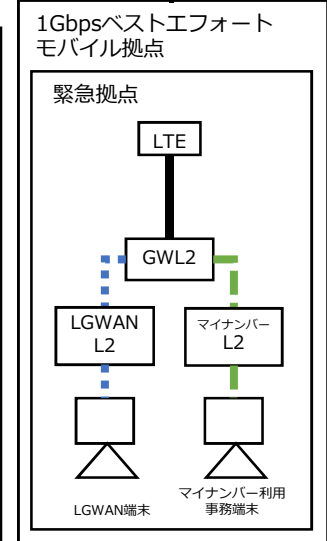 1Gbpsベストエフォート
モバイル拠点
緊急拠点
LTE
GWL2
LGWAN
L2
マイナンバー
L2
LGWAN端末
マイナンバー利用
事務端末